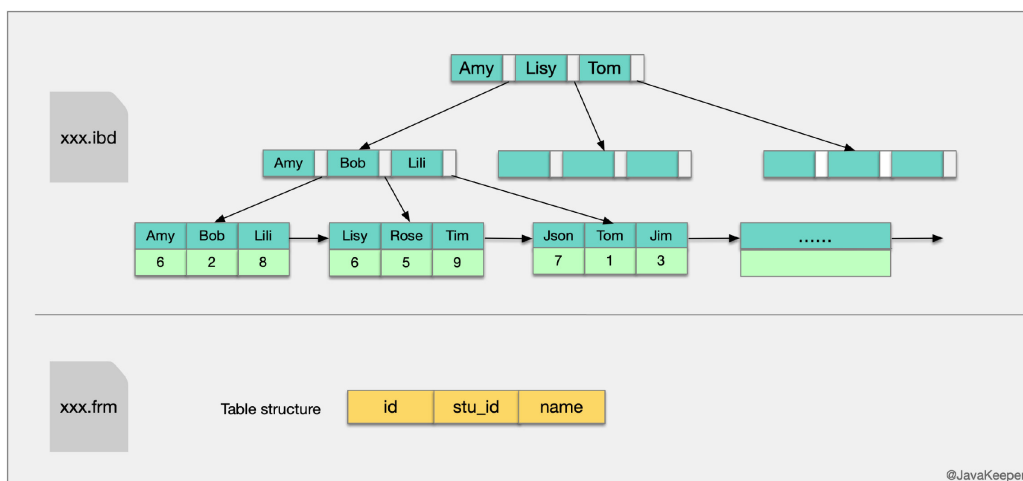 Amy Lisy Tom
xxx.ibd
Amy Bob Lili
Amy Bob Lili Lisy Rose Tim Json Tom Jim ......
6 2 8 6 5 9 7 1 3
xxx.frm
Table structure id stu_id name
@JavaKeeper